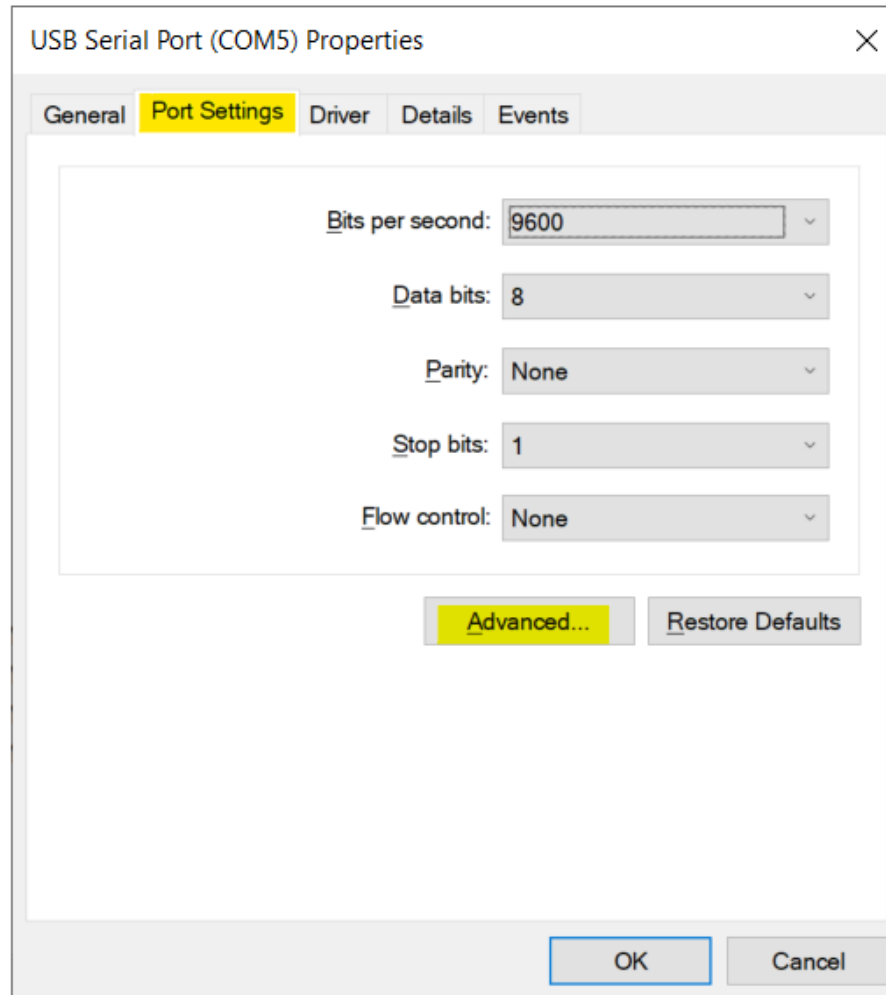 USB Serial Port (COM5) Properties
General Port Settings Driver Details Events
Bits per second: 9600
Data bits: 8
Parity: None
Stop bits: 1
Flow control: None
Advanced... Restore Defaults
OK Cancel